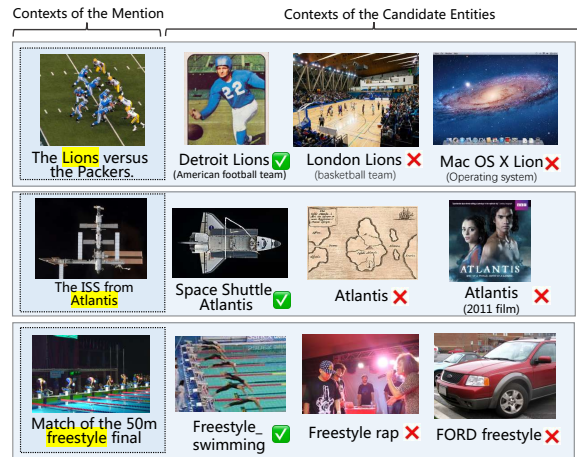 Contexts of the Mention
Contexts of the Candidate Entities
The Lions versus
the Packers.
22
Detroit Lions
(American football team)
London Lions
(basketball team)
Mac OS X Lion
(Operating system)
The ISS from
Atlantis
Space Shuttle
Atlantis
Atlantis
BBC
ATLANTIS
Atlantis
(2011 film)
Match of the 50m
freestyle final
Freestyle_
swimming
Freestyle rap
FORD freestyle